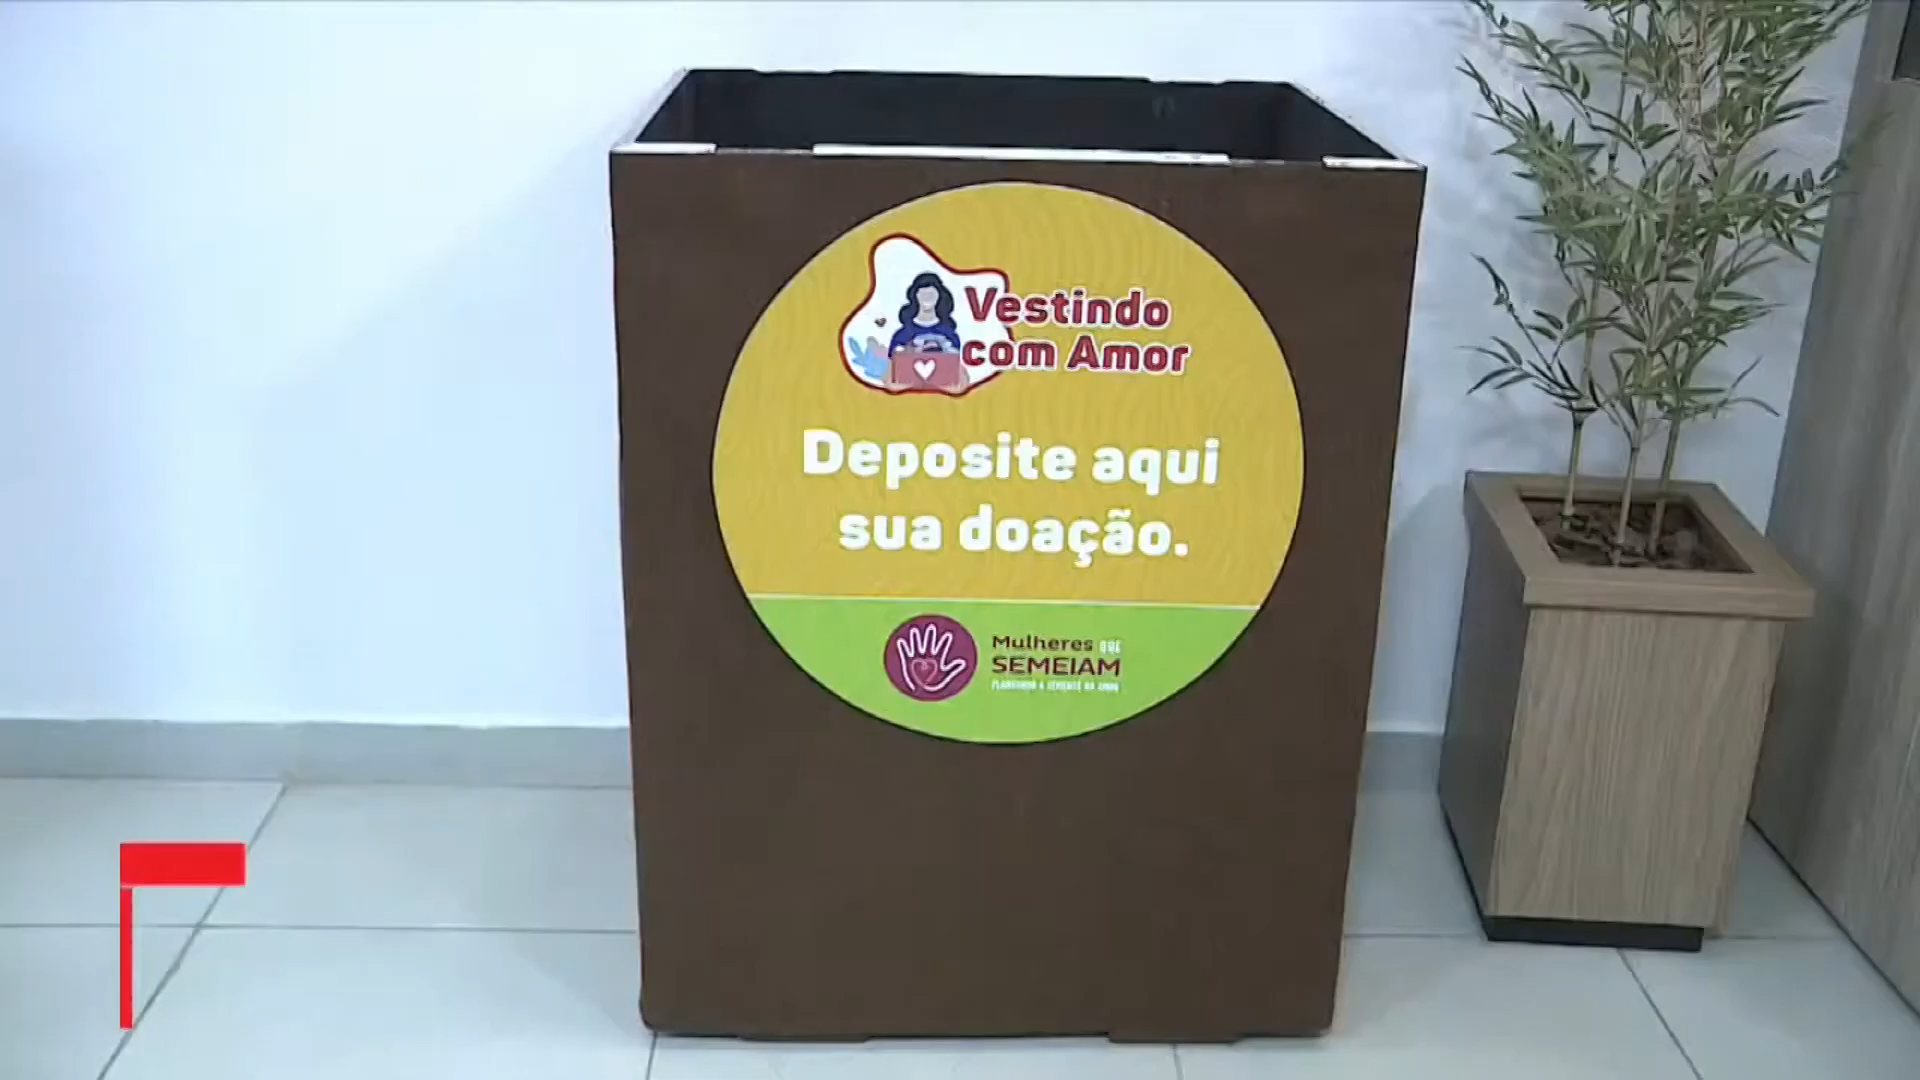 Vestindo
com Amor
Deposite aqui
sua doação.
Mulheres QUE
SEMEIAM